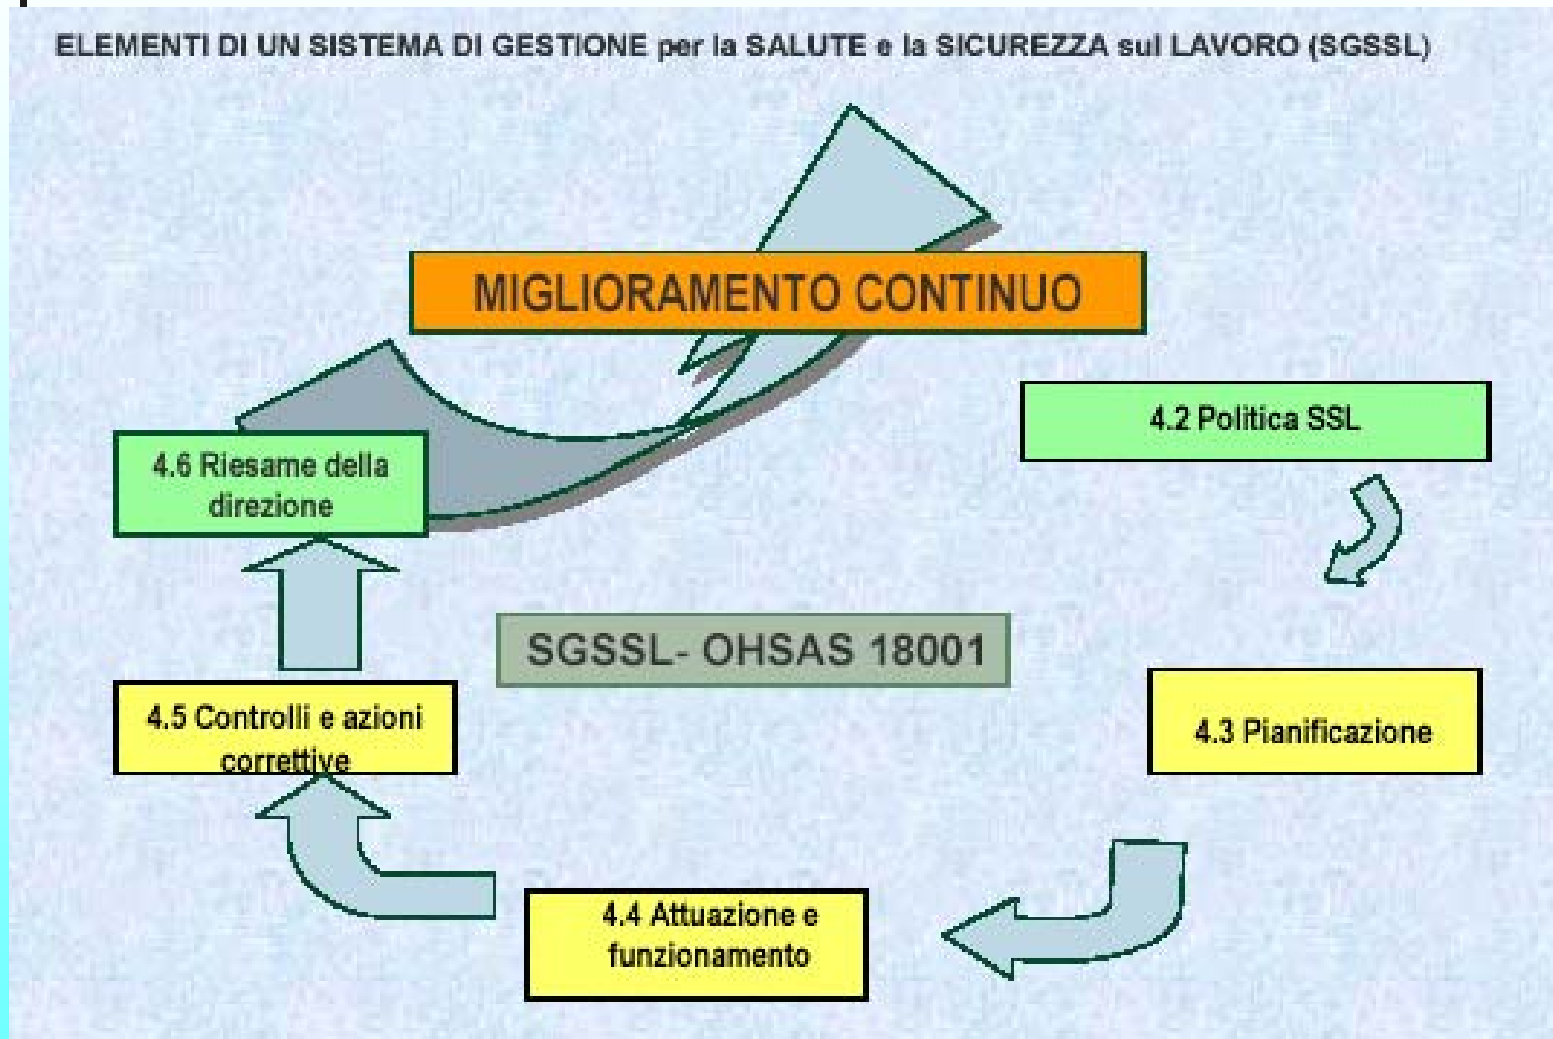 ELEMENTI DI UN SISTEMA DI GESTIONE per la SALUTE e la SICUREZZA sul LAVORO (SGSSL)
MIGLIORAMENTO CONTINUO
4.2 Politica SSL
4.6 Riesame della
direzione
SGSSL- OHSAS 18001
4.5 Controlli e azioni
correttive
4.3 Pianificazione
4.4 Attuazione e
funzionamento